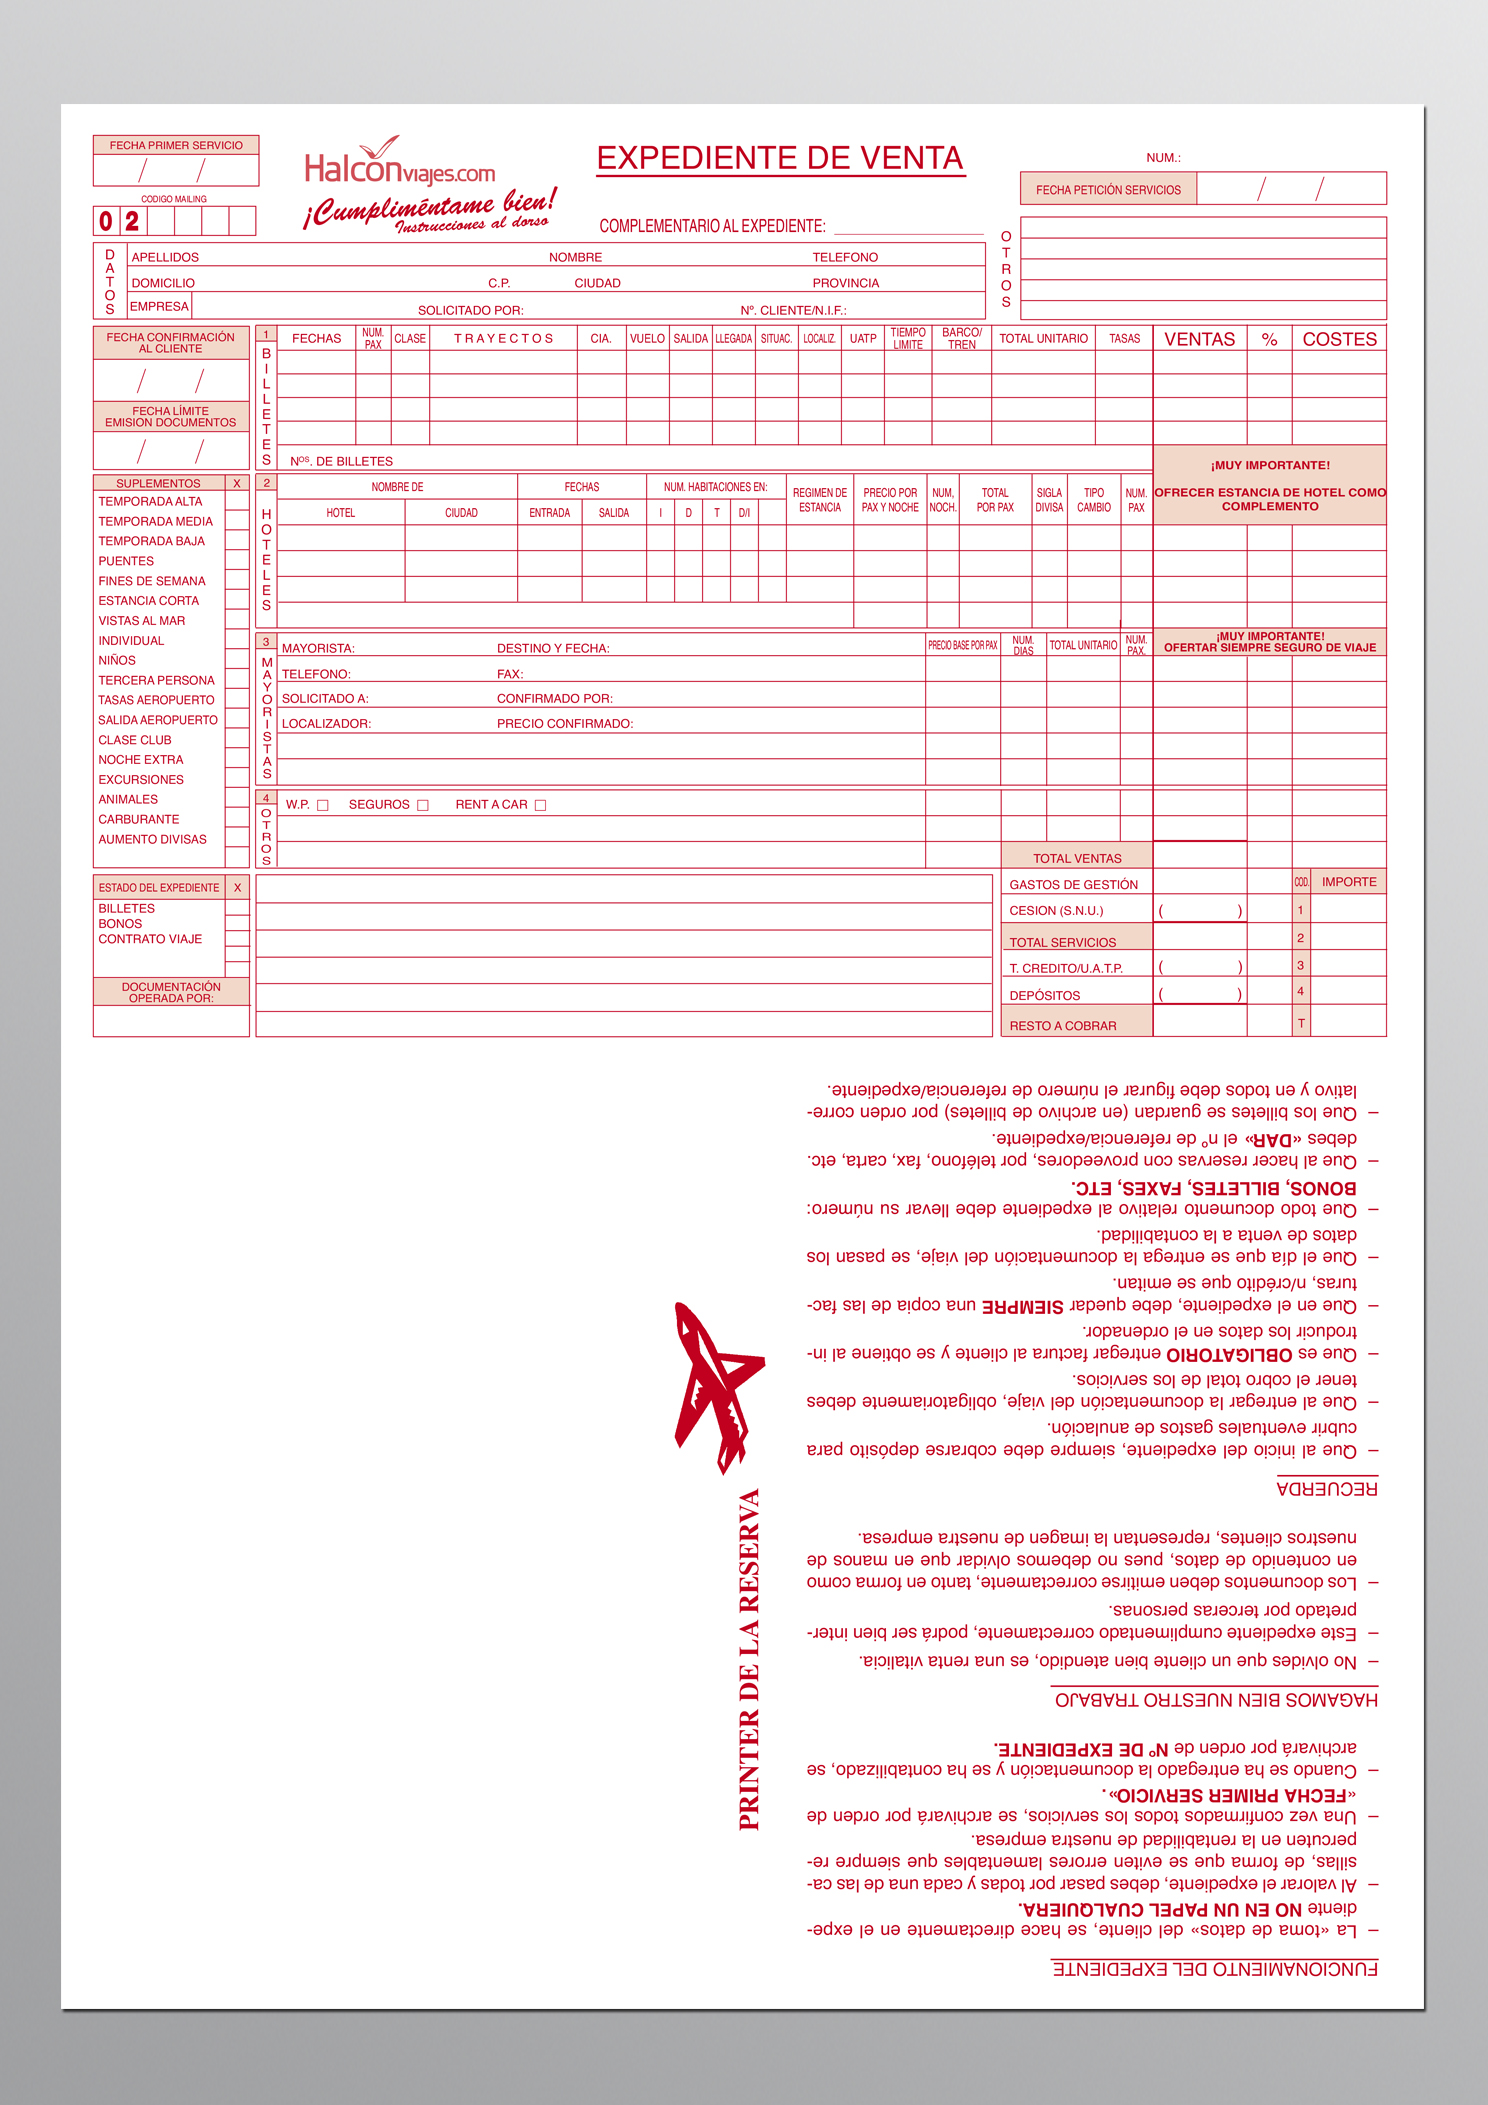 FECHA PRIMER SERVICIO
/ /
CODIGO MAILING
0 2
Halcónviajes.com
¡Cumpliméntame bien!
Instrucciones al dorso
EXPEDIENTE DE VENTA
COMPLEMENTARIO AL EXPEDIENTE:
NUM.:
FECHA PETICIÓN SERVICIOS / /
OTROS
DATOS
APELLIDOS NOMBRE TELEFONO
DOMICILIO C.P. CIUDAD PROVINCIA
EMPRESA SOLICITADO POR: Nº. CLIENTE/N.I.F.:
FECHA CONFIRMACIÓN
AL CLIENTE
/ /
FECHA LÍMITE
EMISION DOCUMENTOS
/ /
1 BILLETES
FECHAS NUM. PAX CLASE TRAYECTOS CIA. VUELO SALIDA LLEGADA SITUAC. LOCALIZ. UATP TIEMPO LIMITE BARCO/ TREN TOTAL UNITARIO TASAS VENTAS % COSTES
Nos. DE BILLETES
¡MUY IMPORTANTE!
OFRECER ESTANCIA DE HOTEL COMO
COMPLEMENTO
SUPLEMENTOS X
TEMPORADA ALTA
TEMPORADA MEDIA
TEMPORADA BAJA
PUENTES
FINES DE SEMANA
ESTANCIA CORTA
VISTAS AL MAR
INDIVIDUAL
NIÑOS
TERCERA PERSONA
TASAS AEROPUERTO
SALIDA AEROPUERTO
CLASE CLUB
NOCHE EXTRA
EXCURSIONES
ANIMALES
CARBURANTE
AUMENTO DIVISAS
2 HOTELES
NOMBRE DE FECHAS NUM. HABITACIONES EN: REGIMEN DE ESTANCIA PRECIO POR PAX Y NOCHE NUM, NOCH. TOTAL POR PAX SIGLA DIVISA TIPO CAMBIO NUM. PAX
HOTEL CIUDAD ENTRADA SALIDA I D T D/I
3 MAYORISTAS
MAYORISTA: DESTINO Y FECHA: PRECIO BASE POR PAX NUM. DIAS TOTAL UNITARIO NUM. PAX.
¡MUY IMPORTANTE!
OFERTAR SIEMPRE SEGURO DE VIAJE
TELEFONO: FAX:
SOLICITADO A: CONFIRMADO POR:
LOCALIZADOR: PRECIO CONFIRMADO:
4 OTROS
W.P. SEGUROS RENT A CAR
TOTAL VENTAS
ESTADO DEL EXPEDIENTE X
BILLETES
BONOS
CONTRATO VIAJE
DOCUMENTACIÓN
OPERADA POR:
GASTOS DE GESTIÓN COD. IMPORTE
CESION (S.N.U.) ( ) 1
TOTAL SERVICIOS 2
T. CREDITO/U.A.T.P. ( ) 3
DEPÓSITOS ( ) 4
RESTO A COBRAR T
PRINTER DE LA RESERVA
FUNCIONAMIENTO DEL EXPEDIENTE
– La «toma de datos» del cliente, se hace directamente en el expe-
diente NO EN UN PAPEL CUALQUIERA.
– Al valorar el expediente, debes pasar por todas y cada una de las ca-
sillas, de forma que se eviten errores lamentables que siempre re-
percuten en la rentabilidad de nuestra empresa.
– Una vez confirmados todos los servicios, se archivará por orden de
«FECHA PRIMER SERVICIO».
– Cuando se ha entregado la documentación y se ha contabilizado, se
archivará por orden de Nº DE EXPEDIENTE.
HAGAMOS BIEN NUESTRO TRABAJO
– No olvides que un cliente bien atendido, es una renta vitalicia.
– Este expediente cumplimentado correctamente, podrá ser bien inter-
pretado por terceras personas.
– Los documentos deben emitirse correctamente, tanto en forma como
en contenido de datos, pues no debemos olvidar que en manos de
nuestros clientes, representan la imagen de nuestra empresa.
RECUERDA
– Que al inicio del expediente, siempre debe cobrarse depósito para
cubrir eventuales gastos de anulación.
– Que al entregar la documentación del viaje, obligatoriamente debes
tener el cobro total de los servicios.
– Que es OBLIGATORIO entregar factura al cliente y se obtiene al in-
troducir los datos en el ordenador.
– Que en el expediente, debe quedar SIEMPRE una copia de las fac-
turas, n/crédito que se emitan.
– Que el día que se entrega la documentación del viaje, se pasan los
datos de venta a la contabilidad.
– Que todo documento relativo al expediente debe llevar su número:
BONOS, BILLETES, FAXES, ETC.
– Que al hacer reservas con proveedores, por teléfono, fax, carta, etc.
debes «DAR» el nº de referencia/expediente.
– Que los billetes se guardan (en archivo de billetes) por orden corre-
lativo y en todos debe figurar el número de referencia/expediente.